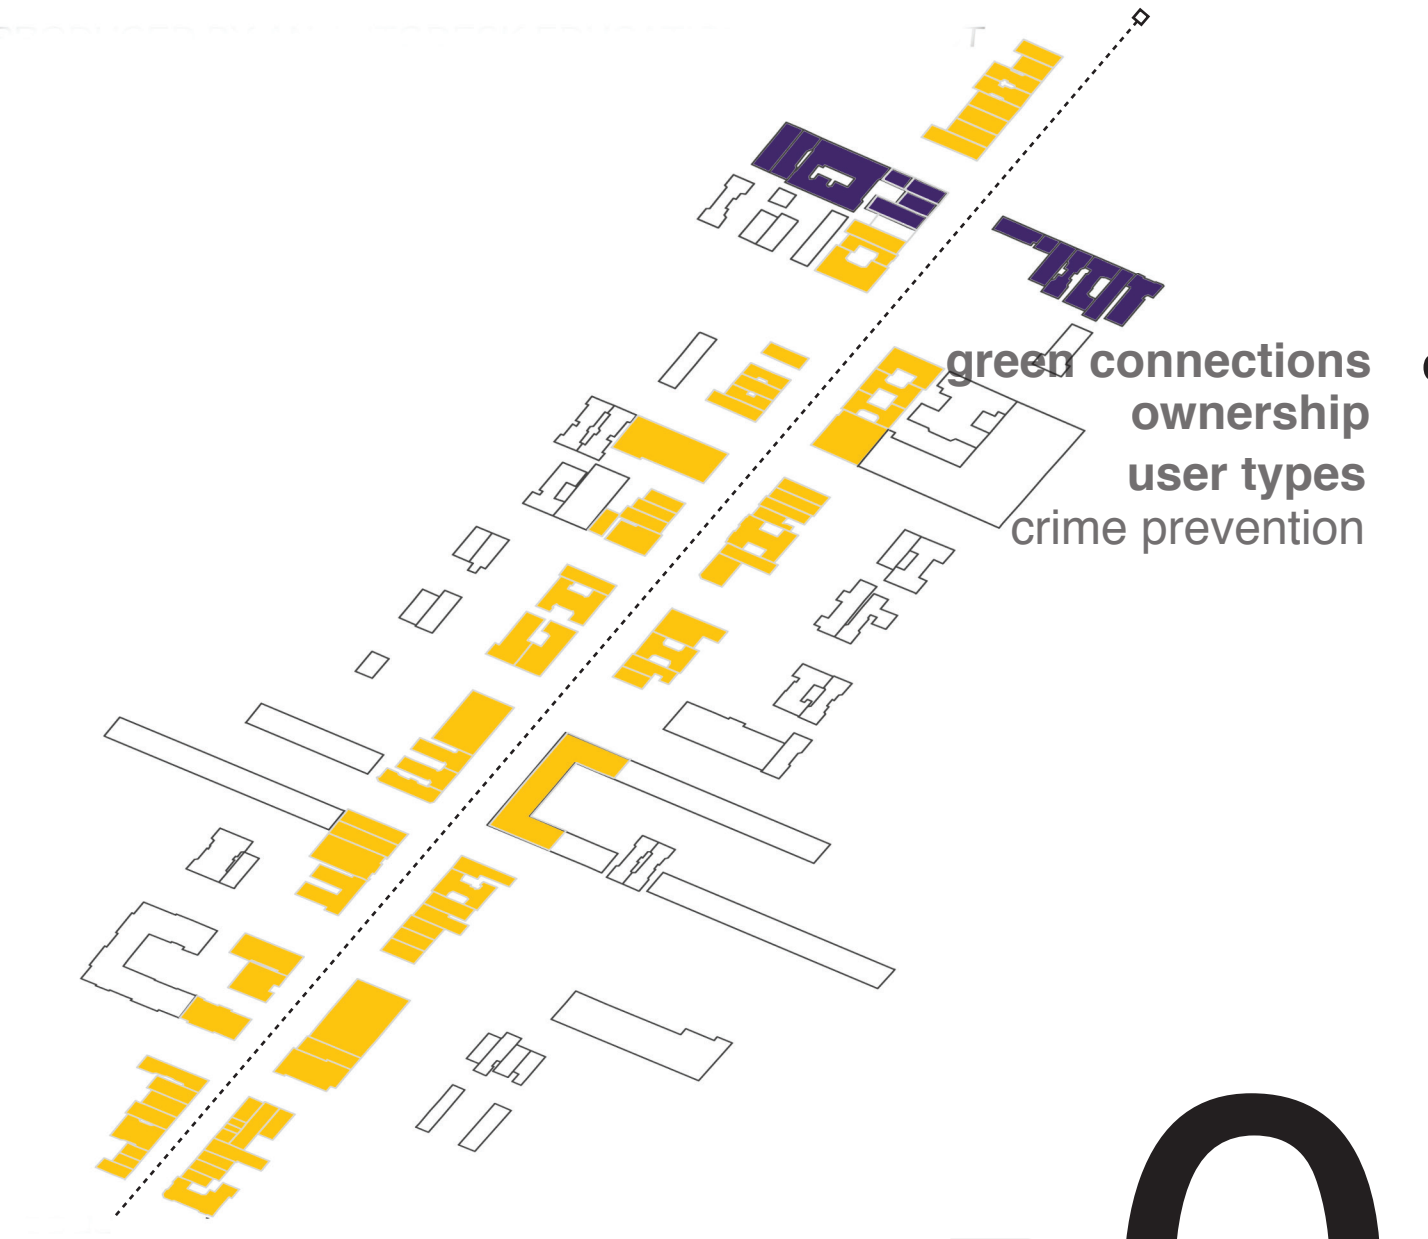 green connections
ownership
user types
crime prevention